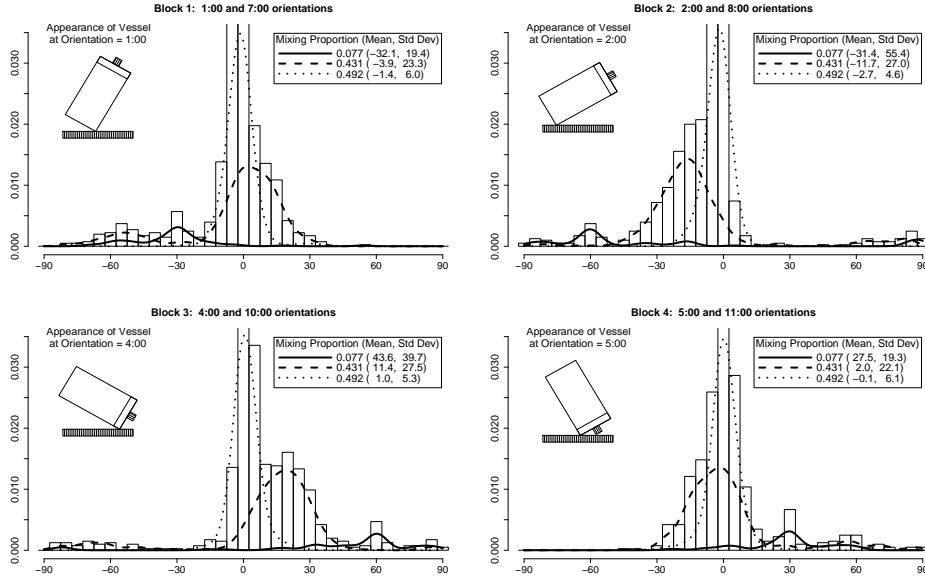 Block 1: 1:00 and 7:00 orientations
Appearance of Vessel
at Orientation = 1:00
Mixing Proportion (Mean, Std Dev)
0.077 (−32.1, 19.4)
0.431 ( −3.9, 23.3)
0.492 ( −1.4, 6.0)
0.000 0.010 0.020 0.030
−90 −60 −30 0 30 60 90
Block 2: 2:00 and 8:00 orientations
Appearance of Vessel
at Orientation = 2:00
Mixing Proportion (Mean, Std Dev)
0.077 (−31.4, 55.4)
0.431 (−11.7, 27.0)
0.492 ( −2.7, 4.6)
0.000 0.010 0.020 0.030
−90 −60 −30 0 30 60 90
Block 3: 4:00 and 10:00 orientations
Appearance of Vessel
at Orientation = 4:00
Mixing Proportion (Mean, Std Dev)
0.077 ( 43.6, 39.7)
0.431 ( 11.4, 27.5)
0.492 ( 1.0, 5.3)
0.000 0.010 0.020 0.030
−90 −60 −30 0 30 60 90
Block 4: 5:00 and 11:00 orientations
Appearance of Vessel
at Orientation = 5:00
Mixing Proportion (Mean, Std Dev)
0.077 ( 27.5, 19.3)
0.431 ( 2.0, 22.1)
0.492 ( −0.1, 6.1)
0.000 0.010 0.020 0.030
−90 −60 −30 0 30 60 90